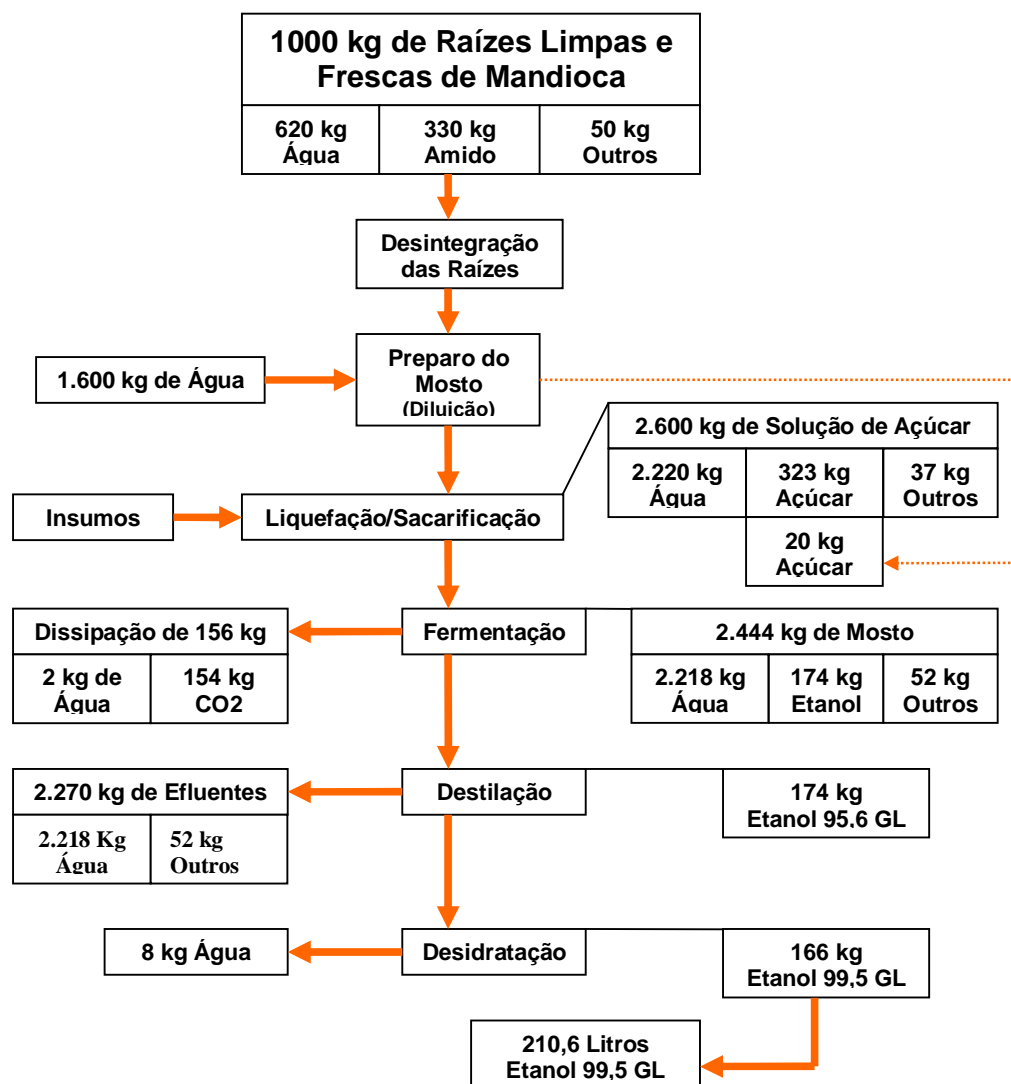 1000 kg de Raízes Limpas e
Frescas de Mandioca
620 kg
Água
330 kg
Amido
50 kg
Outros
Desintegração
das Raízes
1.600 kg de Água
Preparo do
Mosto
(Diluição)
2.600 kg de Solução de Açúcar
2.220 kg
Água
323 kg
Açúcar
37 kg
Outros
20 kg
Açúcar
Insumos
Liquefação/Sacarificação
Dissipação de 156 kg
2 kg de
Água
154 kg
CO2
Fermentação
2.444 kg de Mosto
2.218 kg
Água
174 kg
Etanol
52 kg
Outros
2.270 kg de Efluentes
2.218 Kg
Água
52 kg
Outros
Destilação
174 kg
Etanol 95,6 GL
8 kg Água
Desidratação
166 kg
Etanol 99,5 GL
210,6 Litros
Etanol 99,5 GL